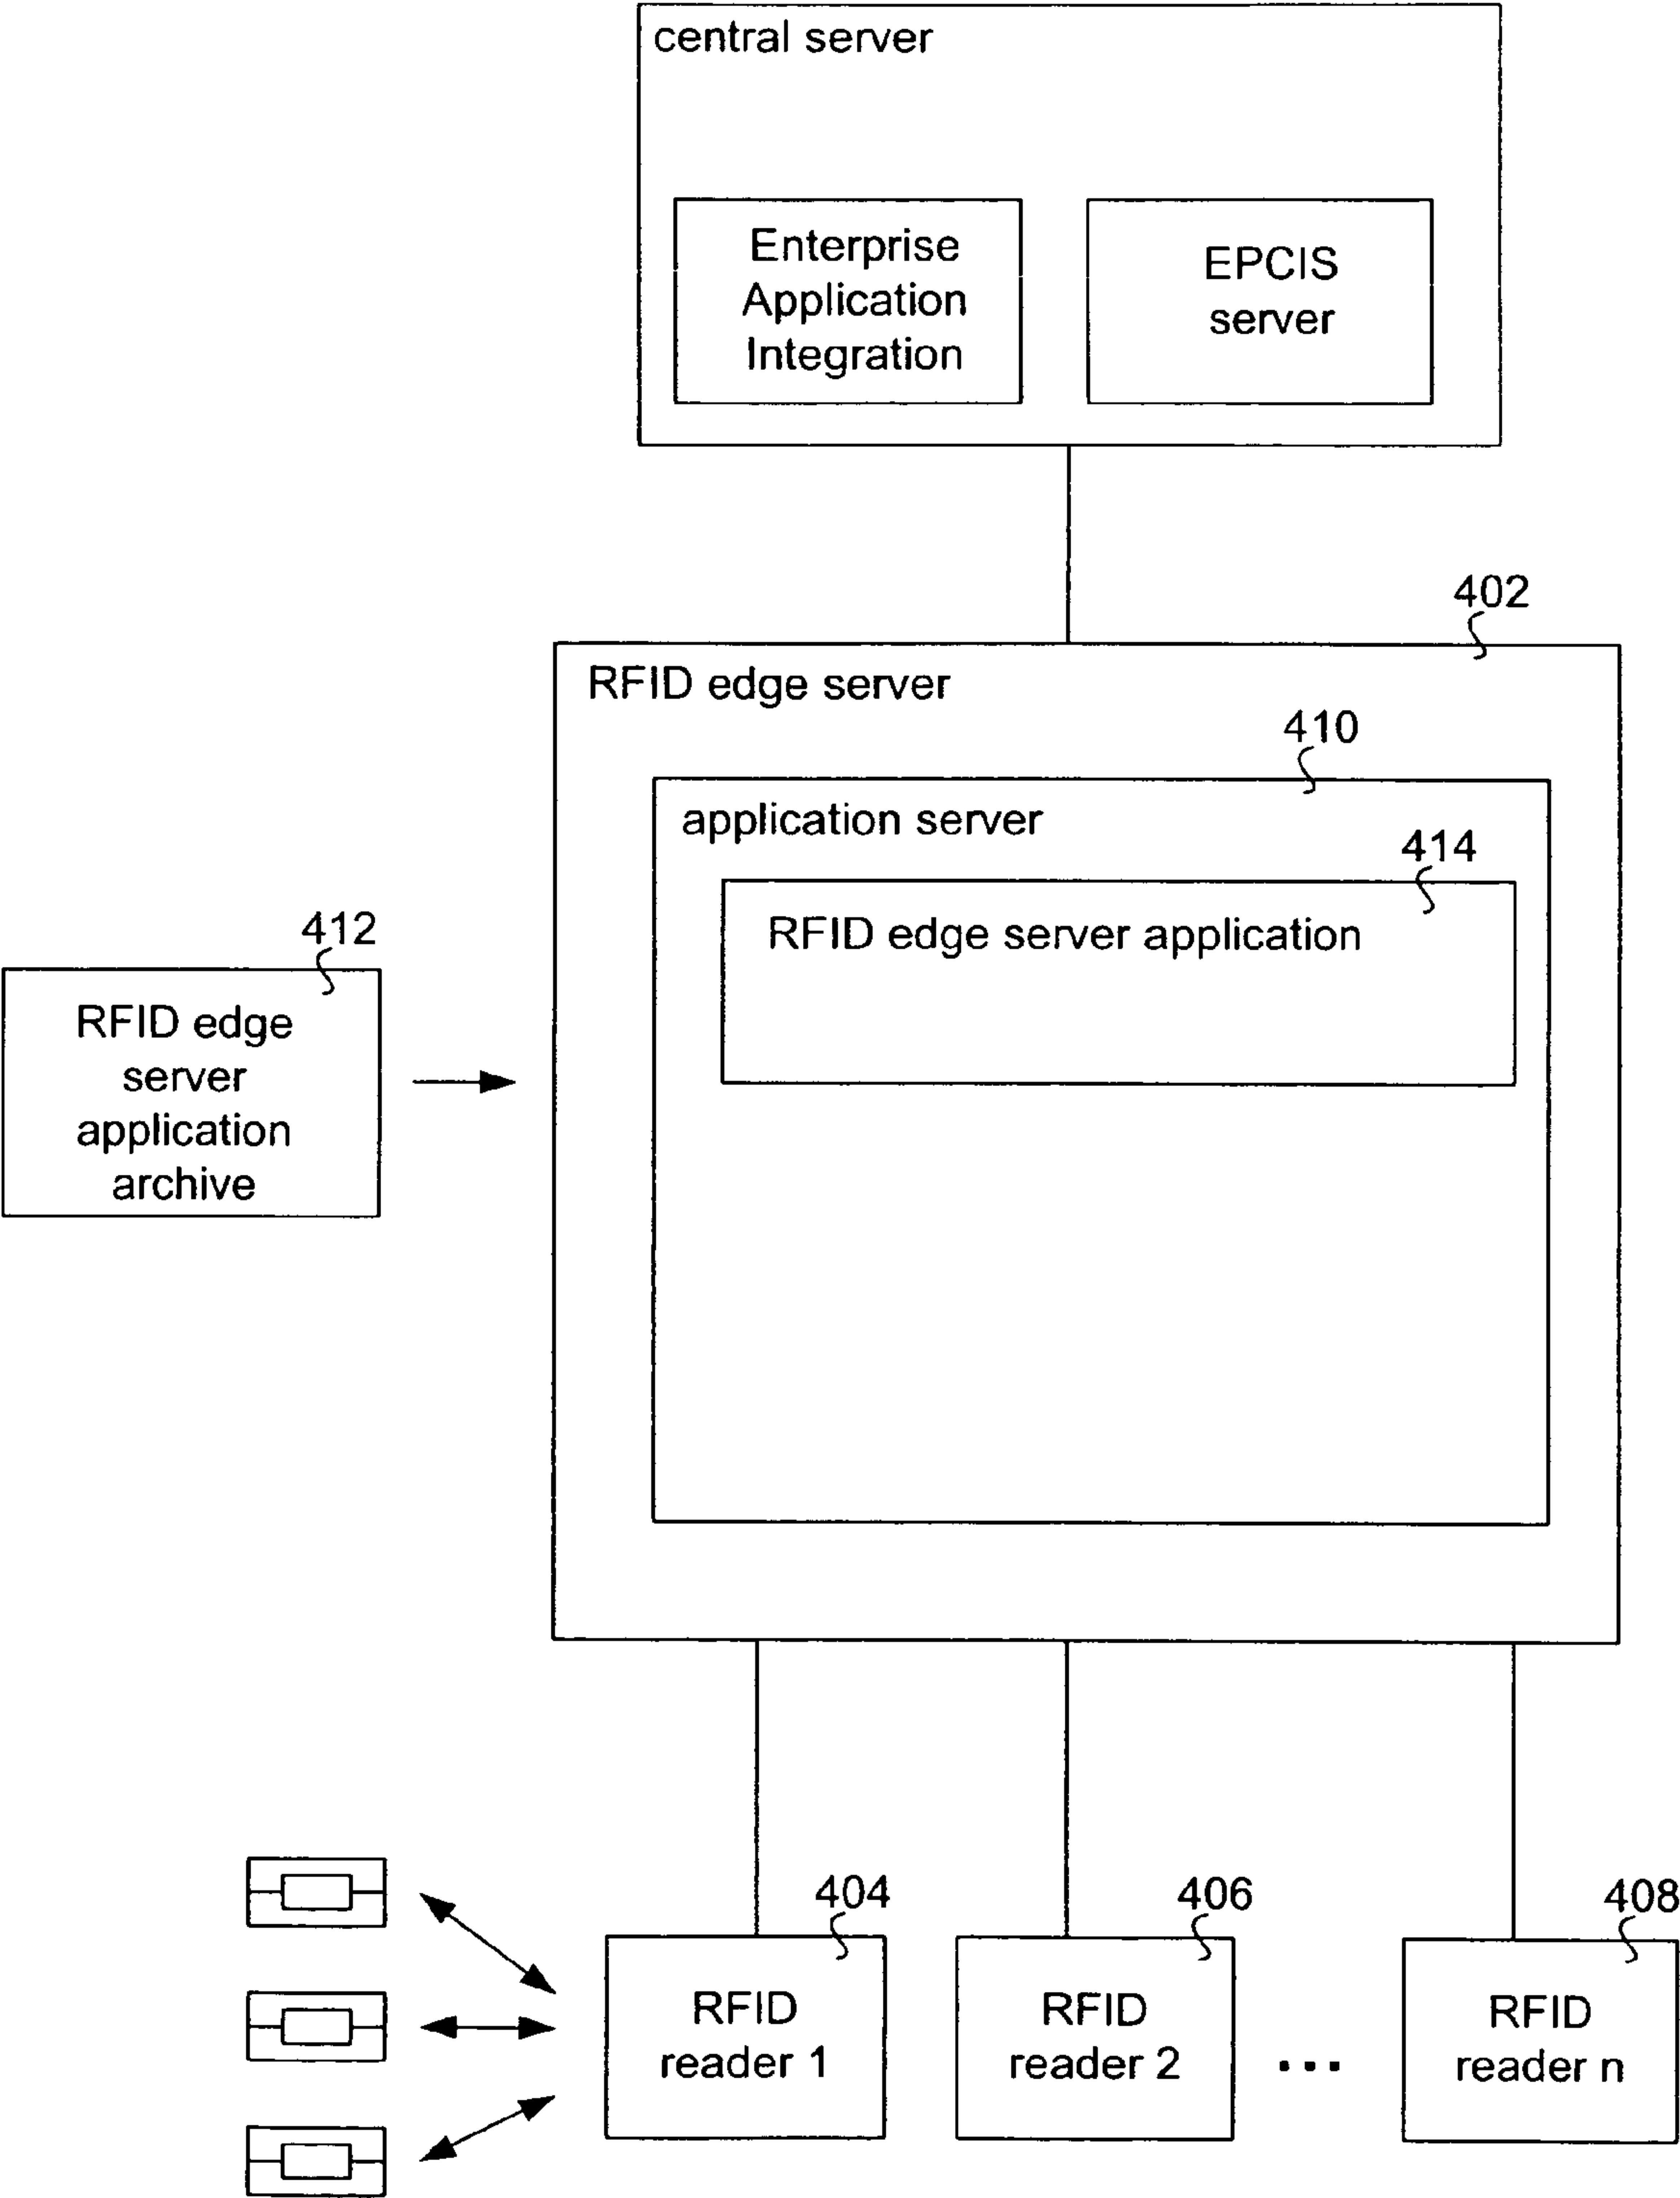 central server
Enterprise
Application
Integration
EPCIS
server
402
RFID edge server
410
application server
414
RFID edge server application
412
RFID edge
server
application
archive
404
RFID
reader 1
406
RFID
reader 2
...
408
RFID
reader n